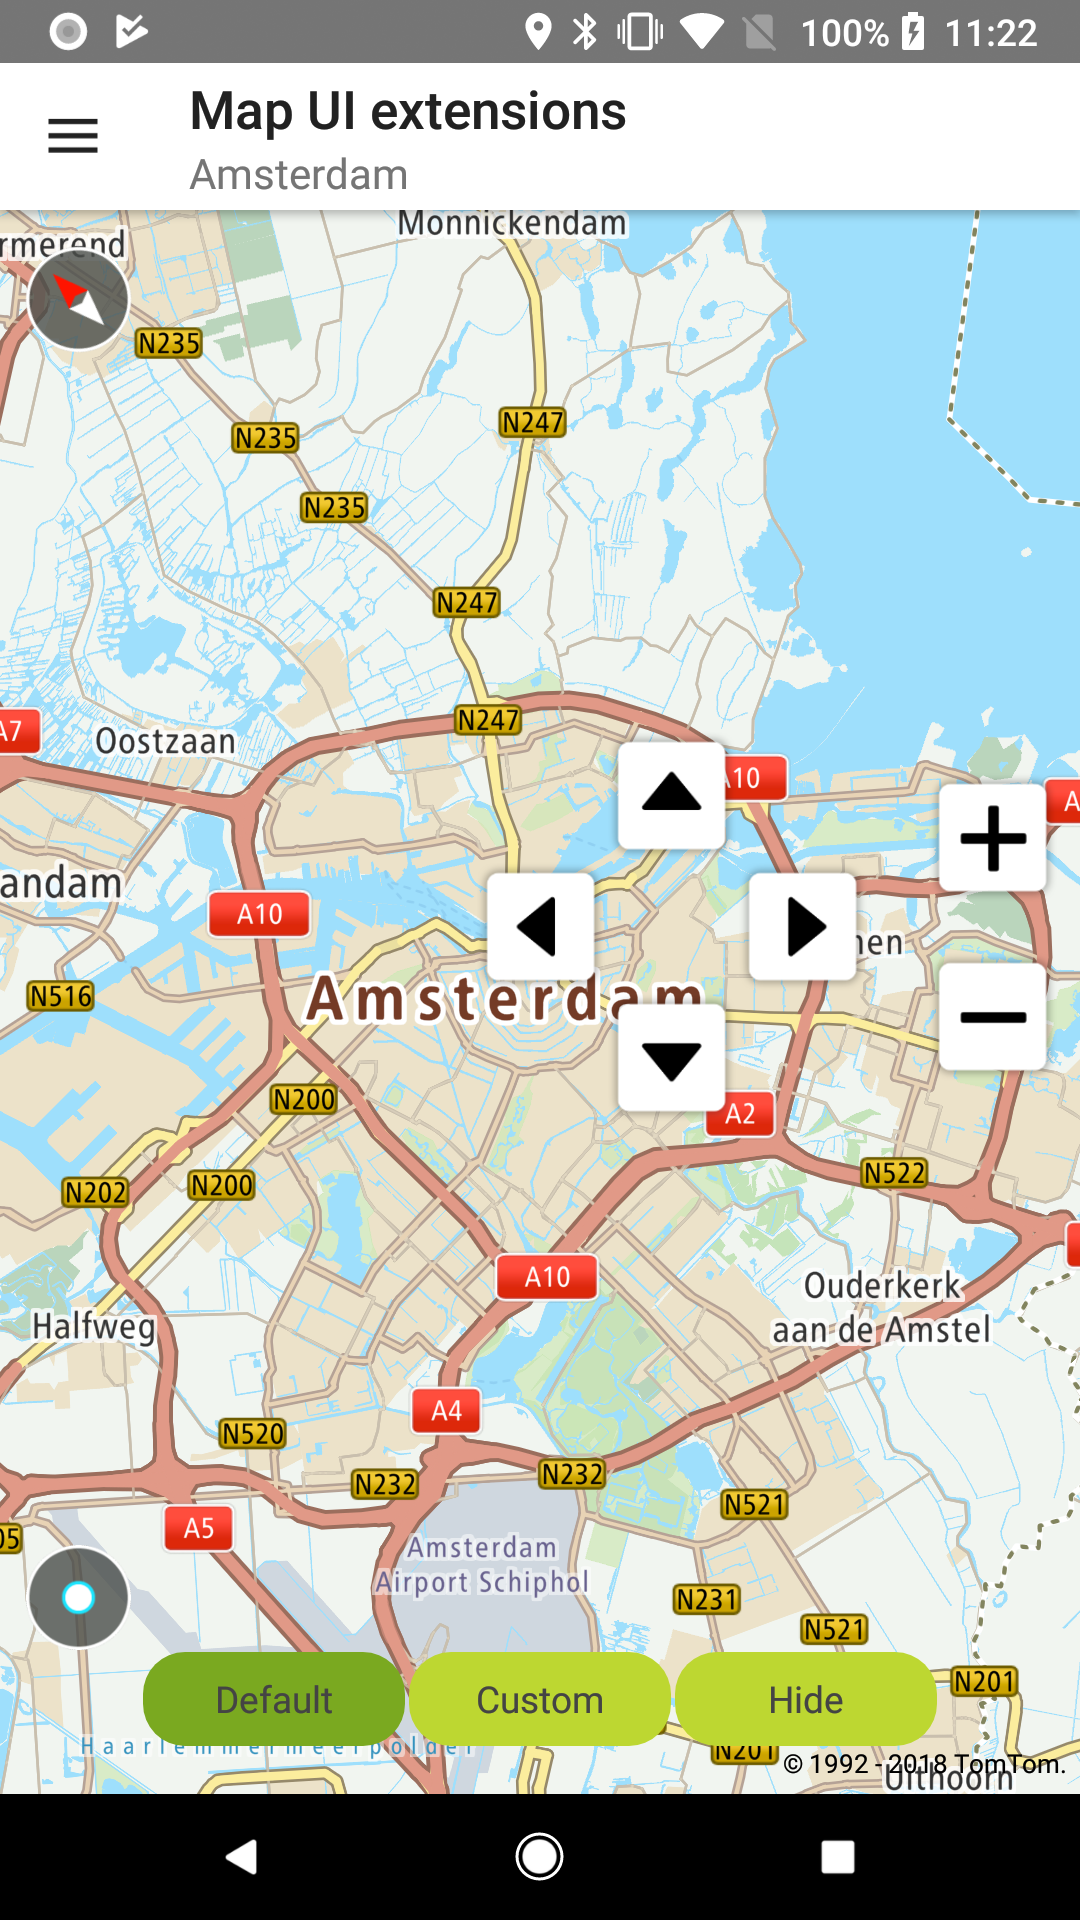 100% 11:22
Map UI extensions
Amsterdam
Monnickendam
rmerend
N235
N247
N235
N235
N247
N247
A7
Oostzaan
A10
A
andam
A10
nen
N516
Amsterdam
N200
A2
N202
N200
N522
A10
Ouderkerk
aan de Amstel
Halfweg
A4
N520
N232
N232
N521
A5
05
Amsterdam
Airport Schiphol
N231
N521
N201
Default
Custom
Hide
Haarlemmermeerpolder
N201
© 1992 - 2018 TomTom.
Uithoorn